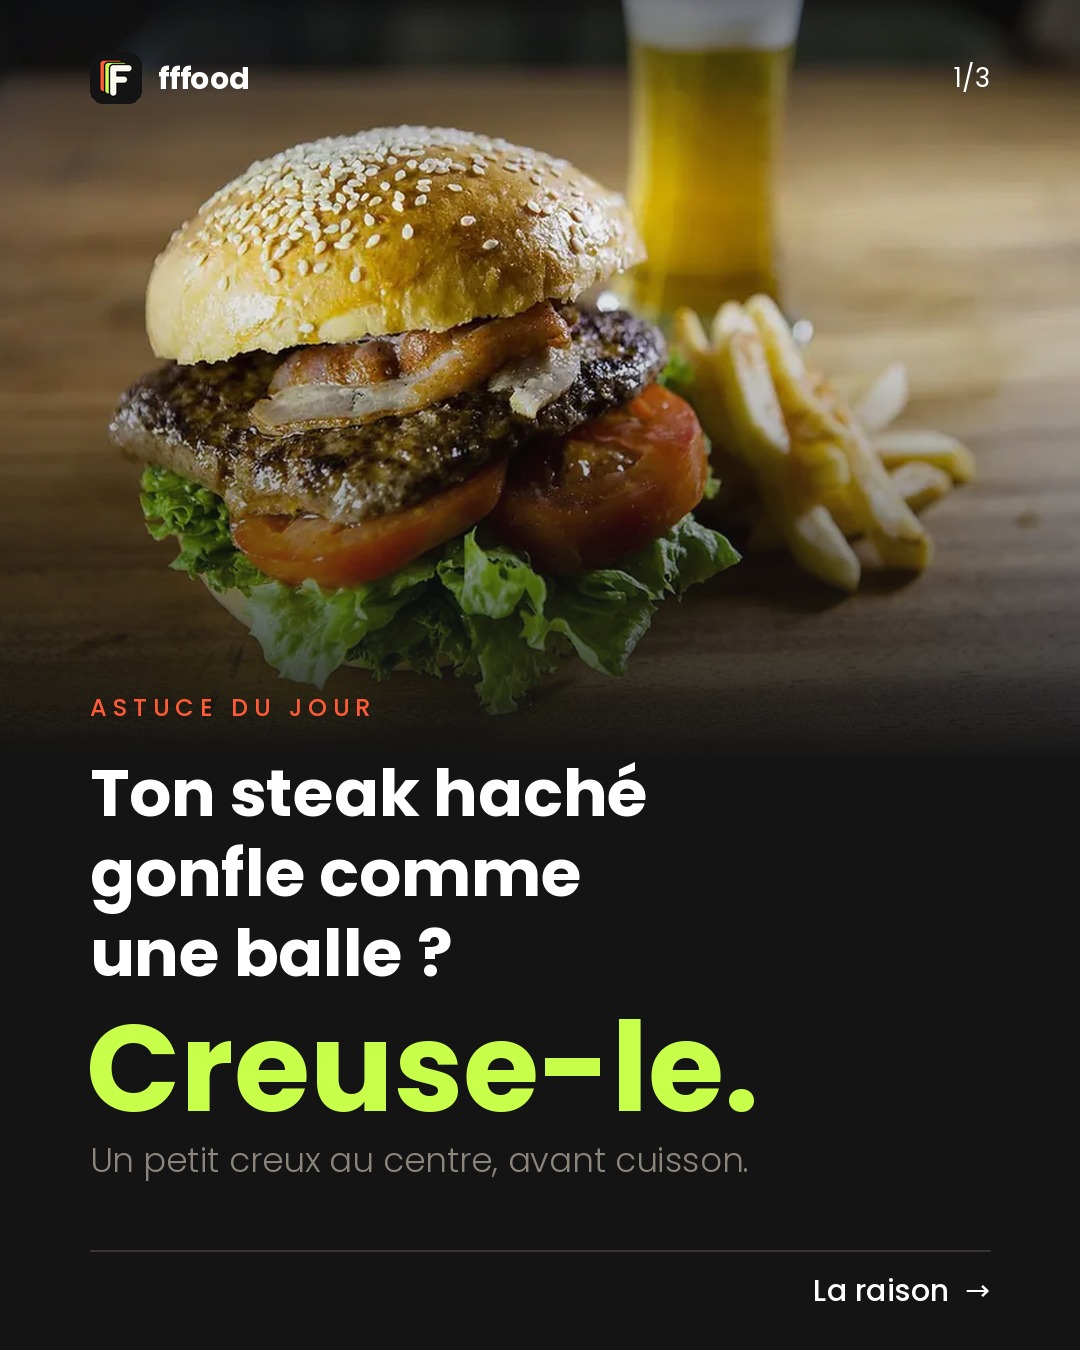 fffood
1/3
ASTUCE DU JOUR
Ton steak haché
gonfle comme
une balle ?
Creuse-le.
Un petit creux au centre, avant cuisson.
La raison →